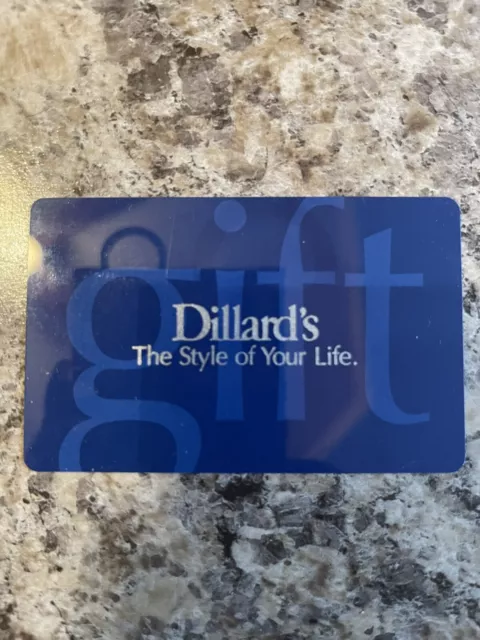 gift
Dillard's
The Style of Your Life.